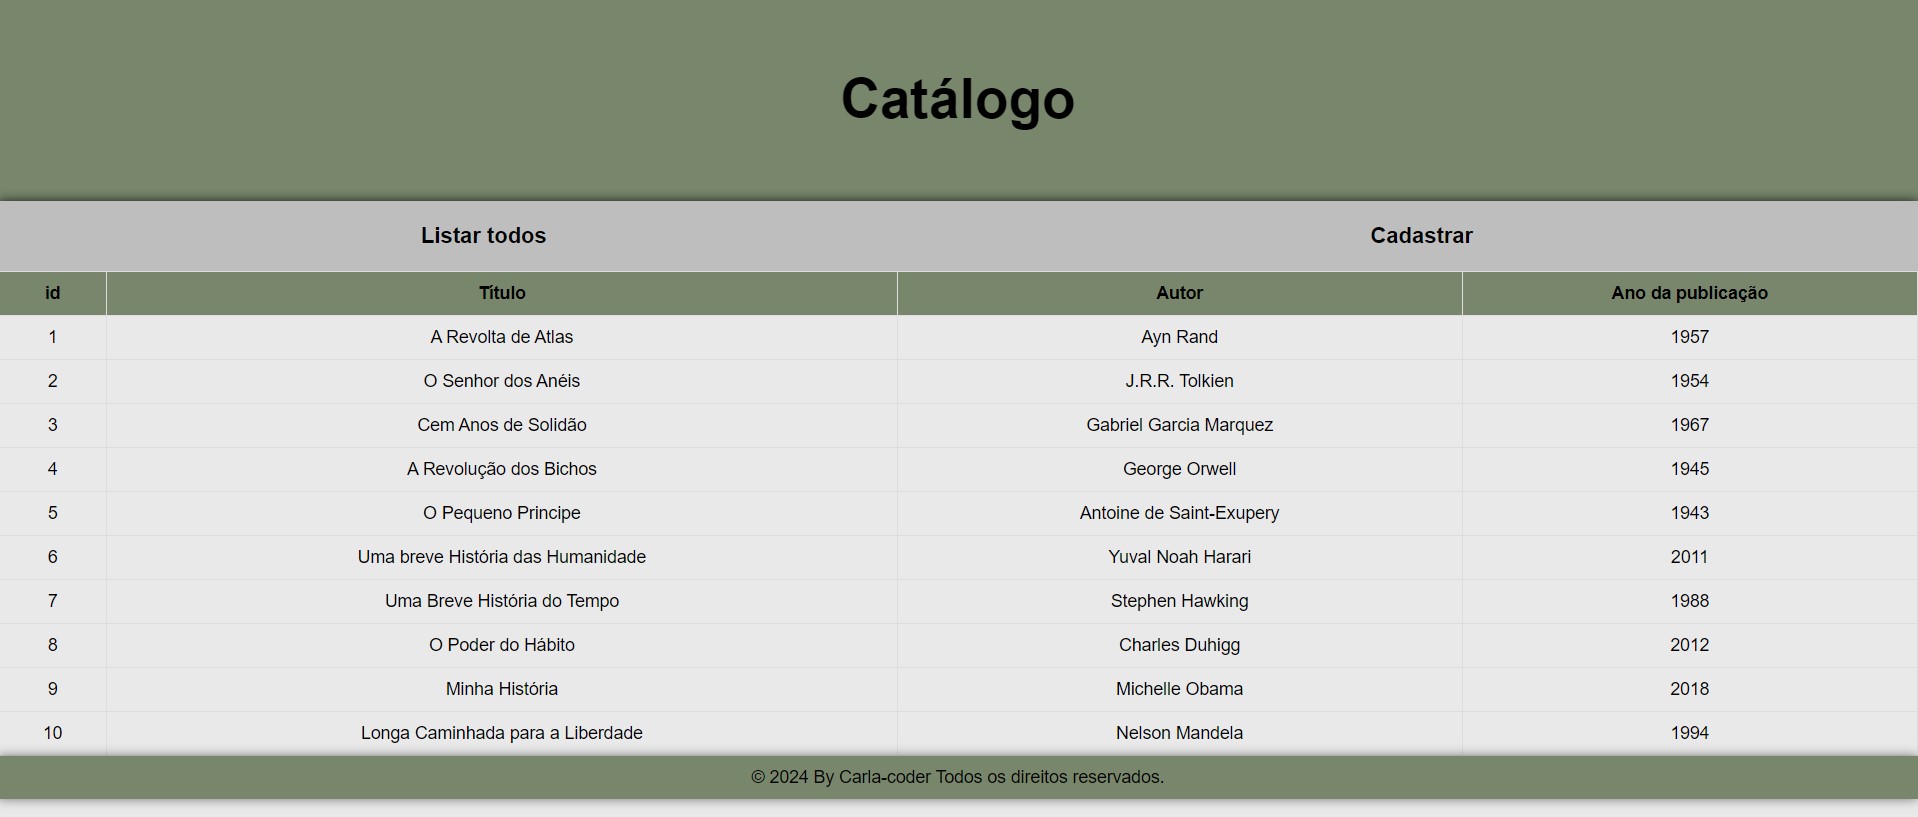 Catálogo
Listar todos Cadastrar
id Título Autor Ano da publicação
1 A Revolta de Atlas Ayn Rand 1957
2 O Senhor dos Anéis J.R.R. Tolkien 1954
3 Cem Anos de Solidão Gabriel Garcia Marquez 1967
4 A Revolução dos Bichos George Orwell 1945
5 O Pequeno Principe Antoine de Saint-Exupery 1943
6 Uma breve História das Humanidade Yuval Noah Harari 2011
7 Uma Breve História do Tempo Stephen Hawking 1988
8 O Poder do Hábito Charles Duhigg 2012
9 Minha História Michelle Obama 2018
10 Longa Caminhada para a Liberdade Nelson Mandela 1994
© 2024 By Carla-coder Todos os direitos reservados.